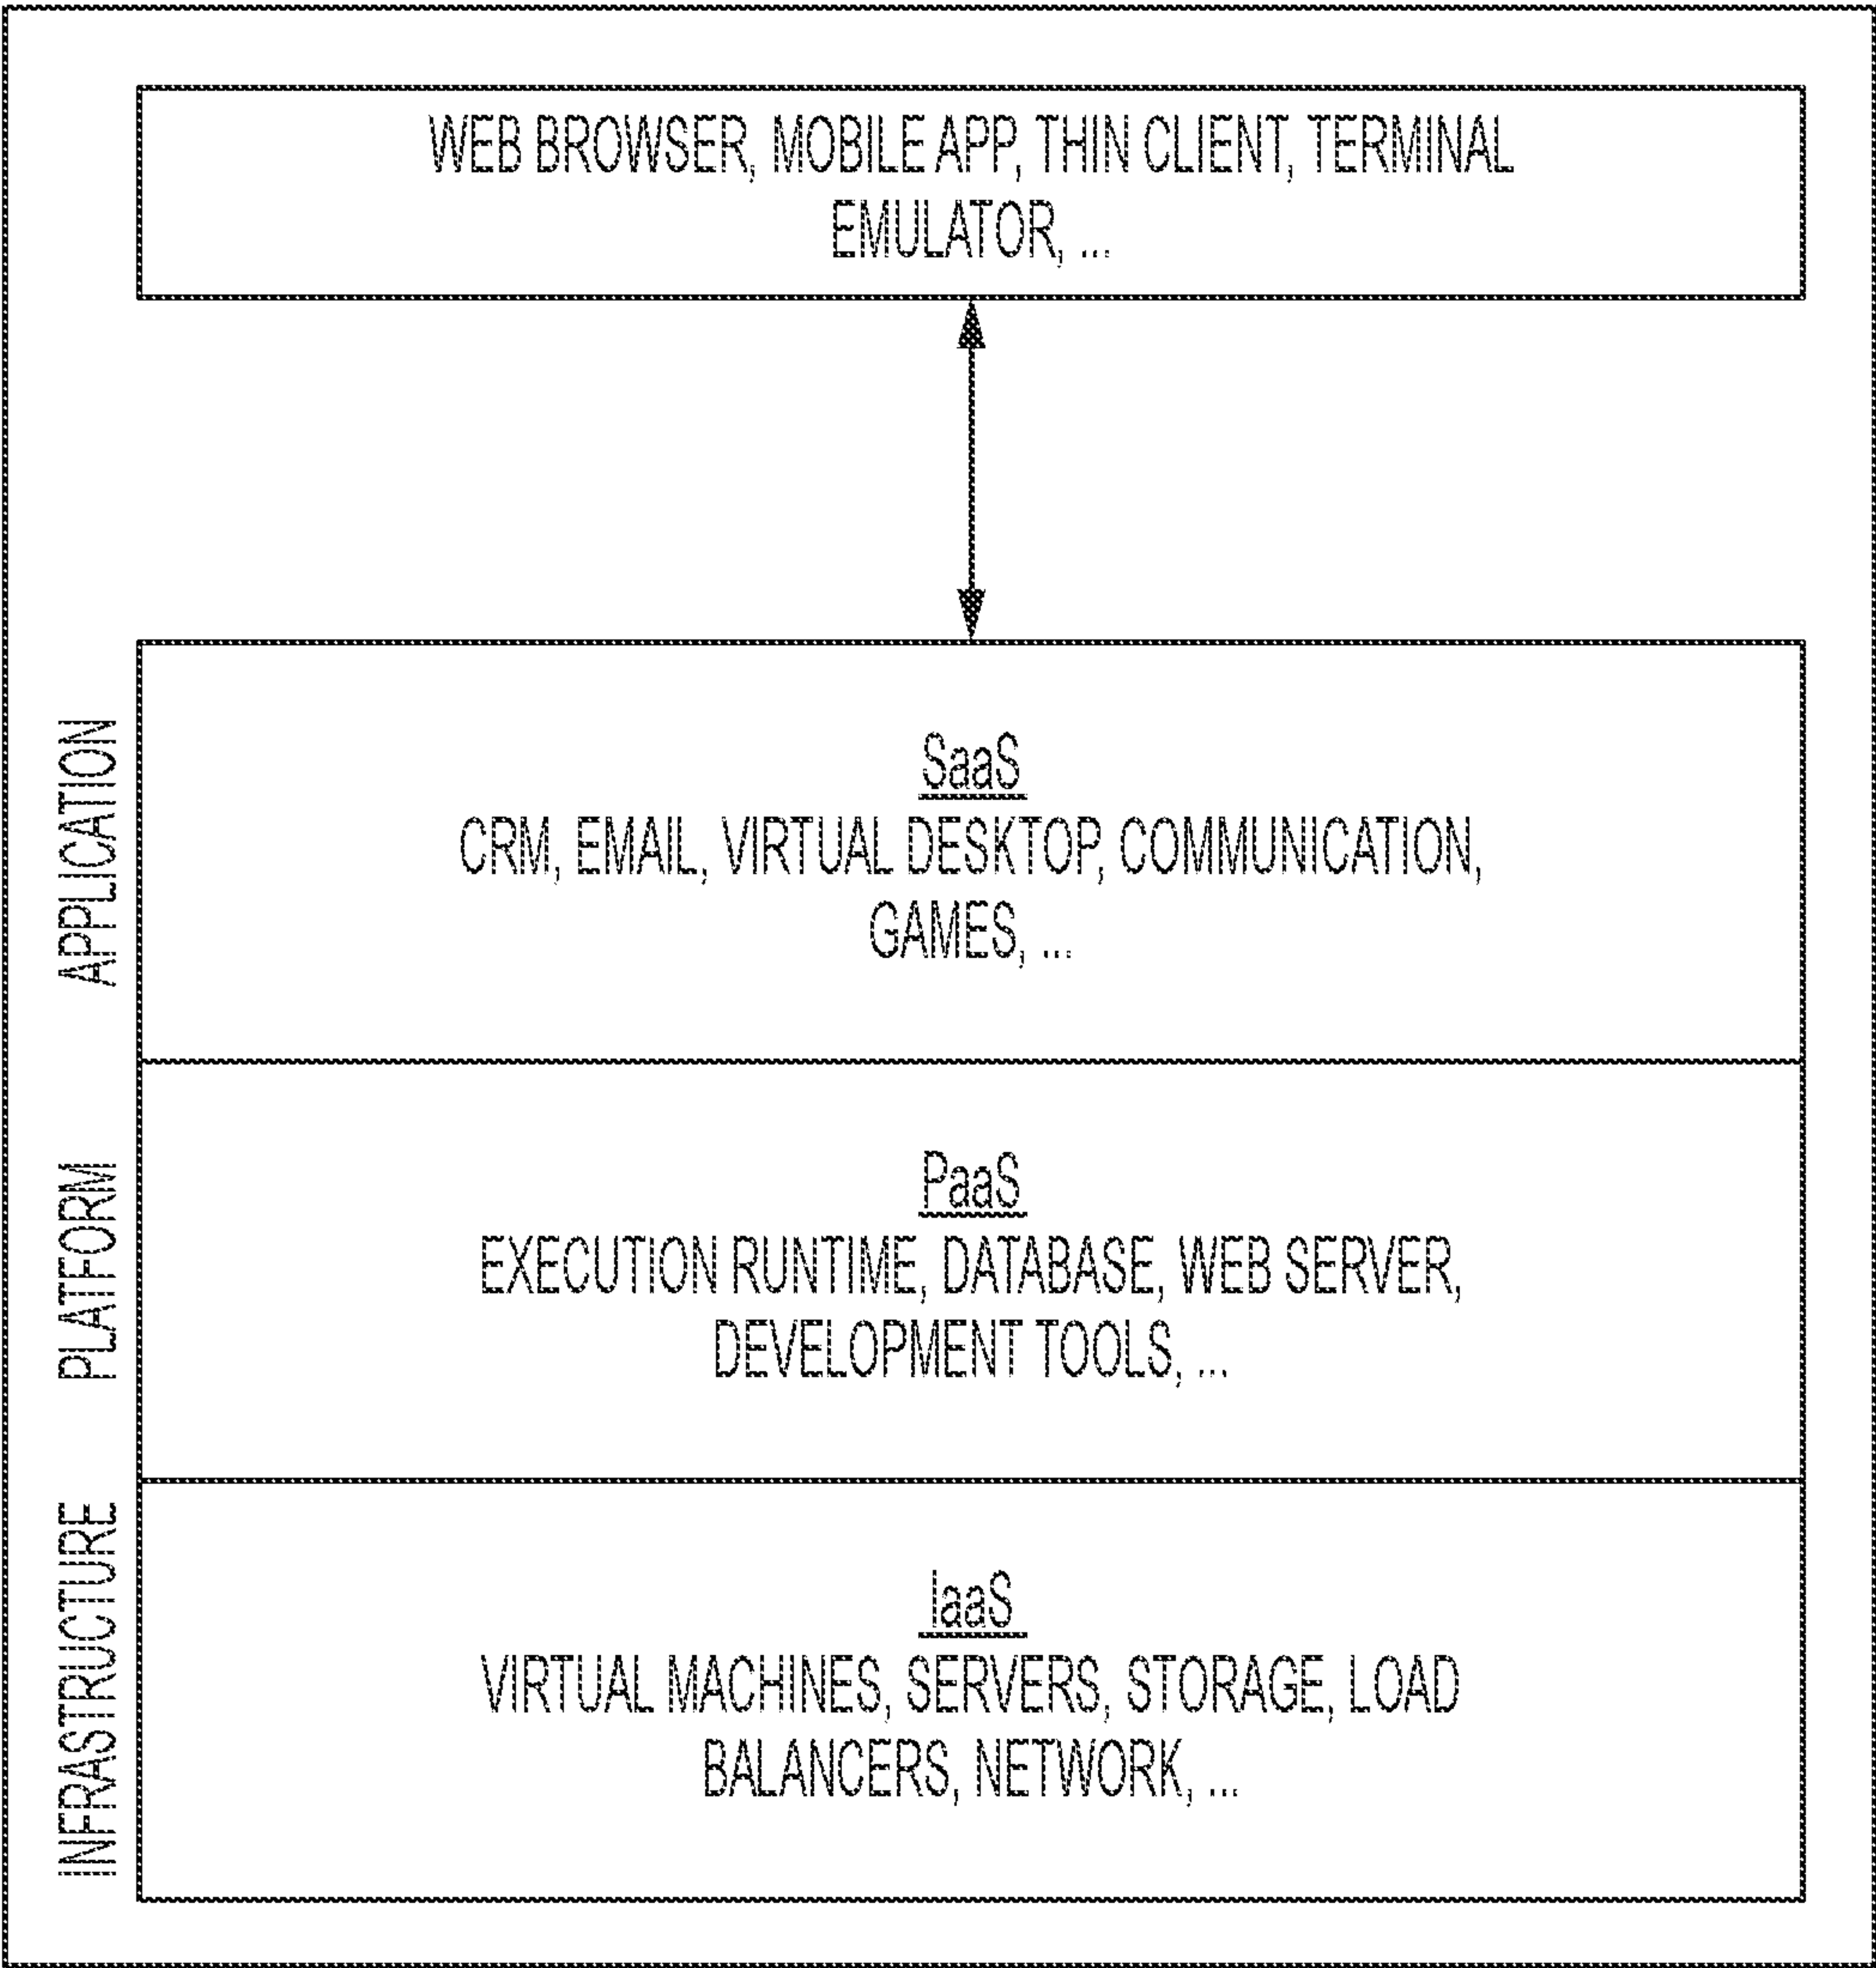 WEB BROWSER, MOBILE APP, THIN CLIENT, TERMINAL
EMULATOR, ...
APPLICATION
SaaS
CRM, EMAIL, VIRTUAL DESKTOP, COMMUNICATION,
GAMES, ...
PLATFORM
PaaS
EXECUTION RUNTIME, DATABASE, WEB SERVER,
DEVELOPMENT TOOLS, ...
INFRASTRUCTURE
IaaS
VIRTUAL MACHINES, SERVERS, STORAGE, LOAD
BALANCERS, NETWORK, ...